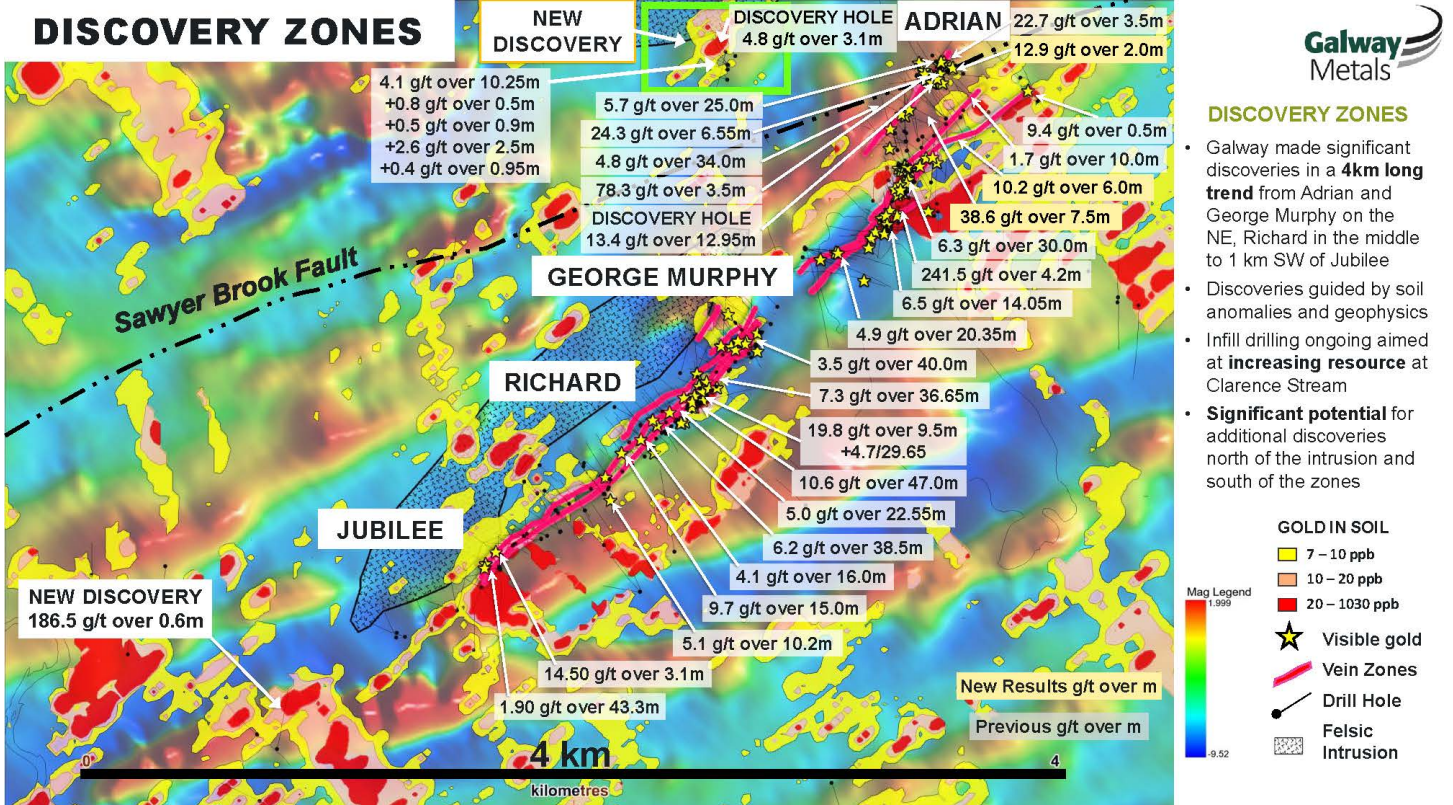 DISCOVERY ZONES
NEW
DISCOVERY
DISCOVERY HOLE
4.8 g/t over 3.1m
ADRIAN
22.7 g/t over 3.5m
12.9 g/t over 2.0m
4.1 g/t over 10.25m
+0.8 g/t over 0.5m
+0.5 g/t over 0.9m
+2.6 g/t over 2.5m
+0.4 g/t over 0.95m
5.7 g/t over 25.0m
24.3 g/t over 6.55m
4.8 g/t over 34.0m
78.3 g/t over 3.5m
DISCOVERY HOLE
13.4 g/t over 12.95m
9.4 g/t over 0.5m
1.7 g/t over 10.0m
10.2 g/t over 6.0m
38.6 g/t over 7.5m
6.3 g/t over 30.0m
241.5 g/t over 4.2m
6.5 g/t over 14.05m
4.9 g/t over 20.35m
Sawyer Brook Fault
GEORGE MURPHY
3.5 g/t over 40.0m
RICHARD
7.3 g/t over 36.65m
19.8 g/t over 9.5m
+4.7/29.65
10.6 g/t over 47.0m
5.0 g/t over 22.55m
JUBILEE
6.2 g/t over 38.5m
4.1 g/t over 16.0m
9.7 g/t over 15.0m
5.1 g/t over 10.2m
14.50 g/t over 3.1m
1.90 g/t over 43.3m
NEW DISCOVERY
186.5 g/t over 0.6m
New Results g/t over m
Previous g/t over m
4 km
0
4
kilometres
Galway
Metals
DISCOVERY ZONES
• Galway made significant
discoveries in a 4km long
trend from Adrian and
George Murphy on the
NE, Richard in the middle
to 1 km SW of Jubilee
• Discoveries guided by soil
anomalies and geophysics
• Infill drilling ongoing aimed
at increasing resource at
Clarence Stream
• Significant potential for
additional discoveries
north of the intrusion and
south of the zones
GOLD IN SOIL
7 – 10 ppb
10 – 20 ppb
20 – 1030 ppb
Visible gold
Vein Zones
Drill Hole
Felsic
Intrusion
Mag Legend
1.999
-9.52